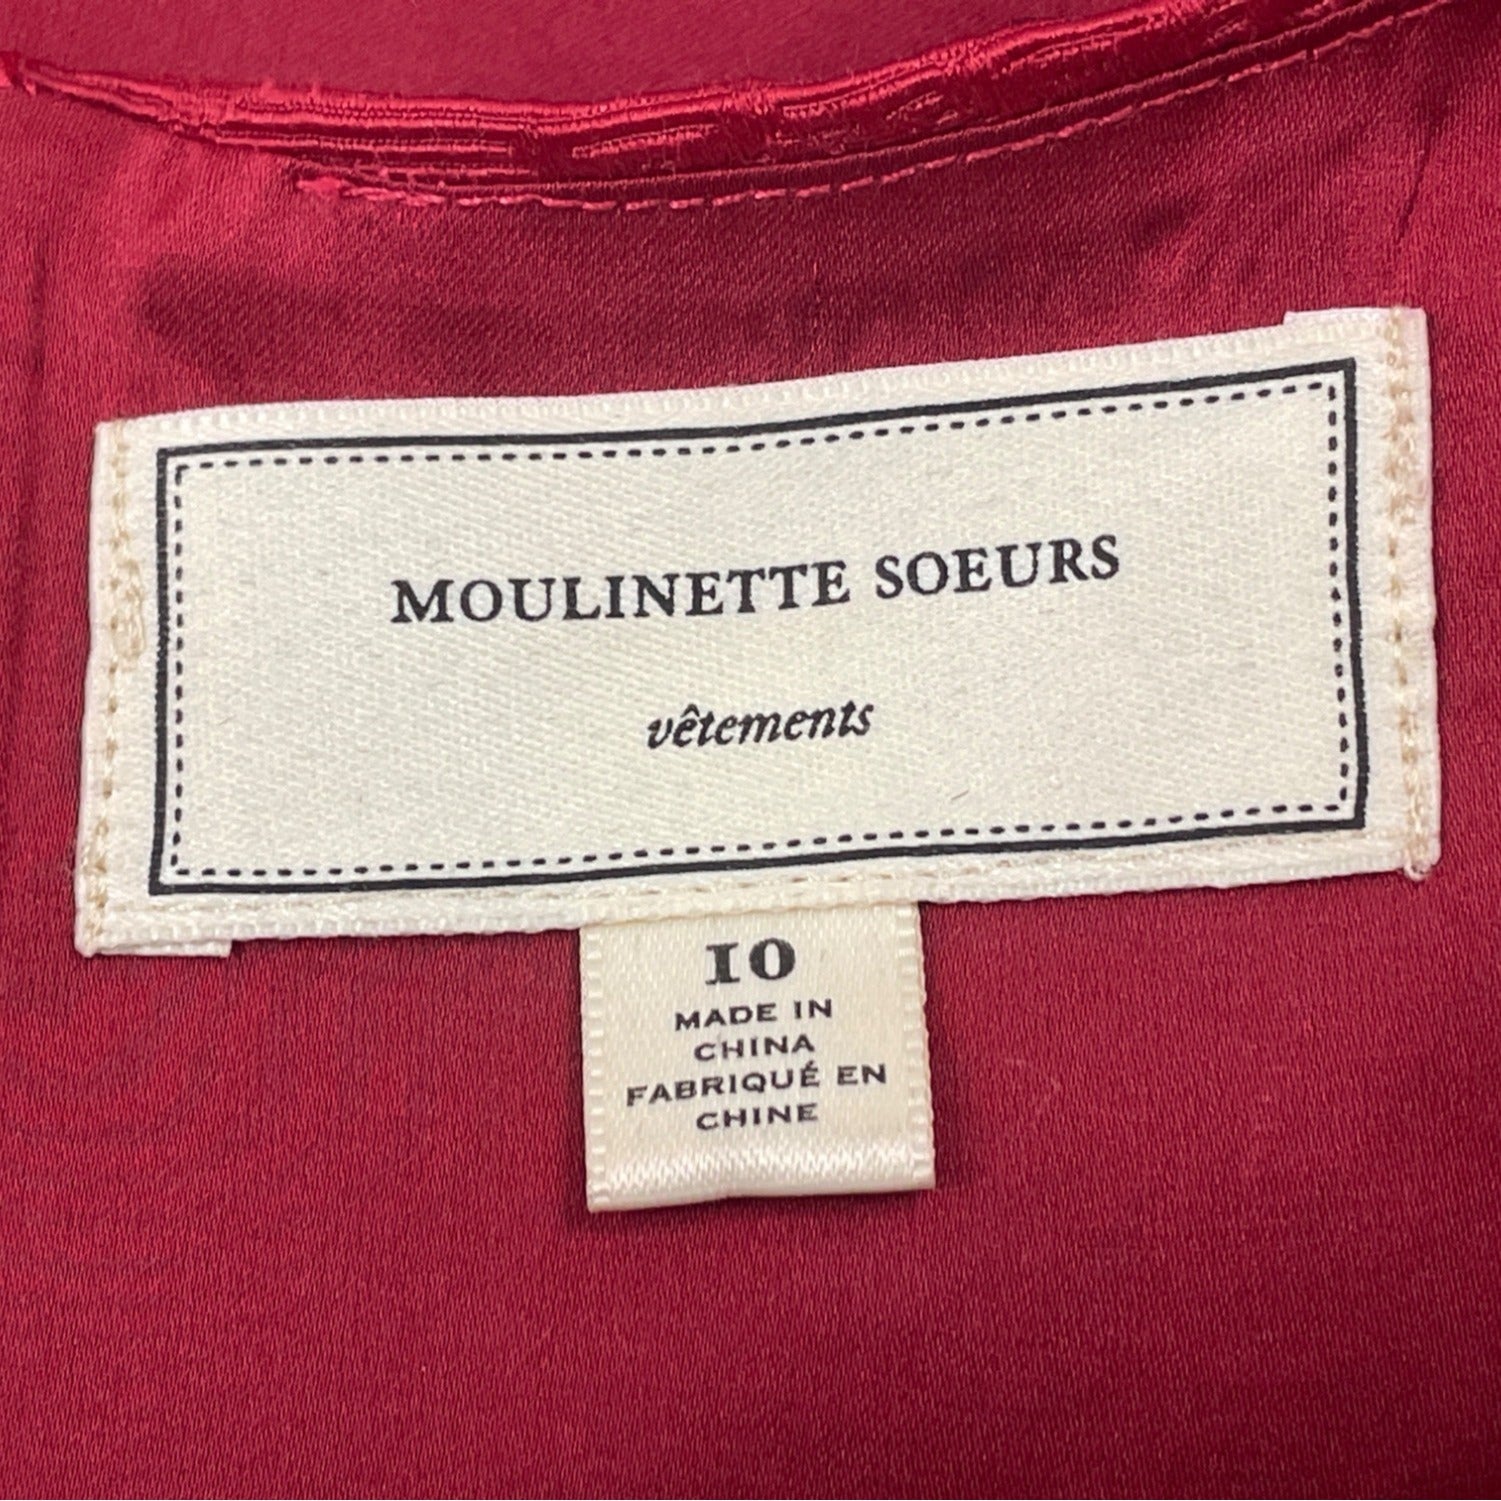 MOULINETTE SOEURS
vêtements
10
MADE IN
CHINA
FABRIQUÉ EN
CHINE